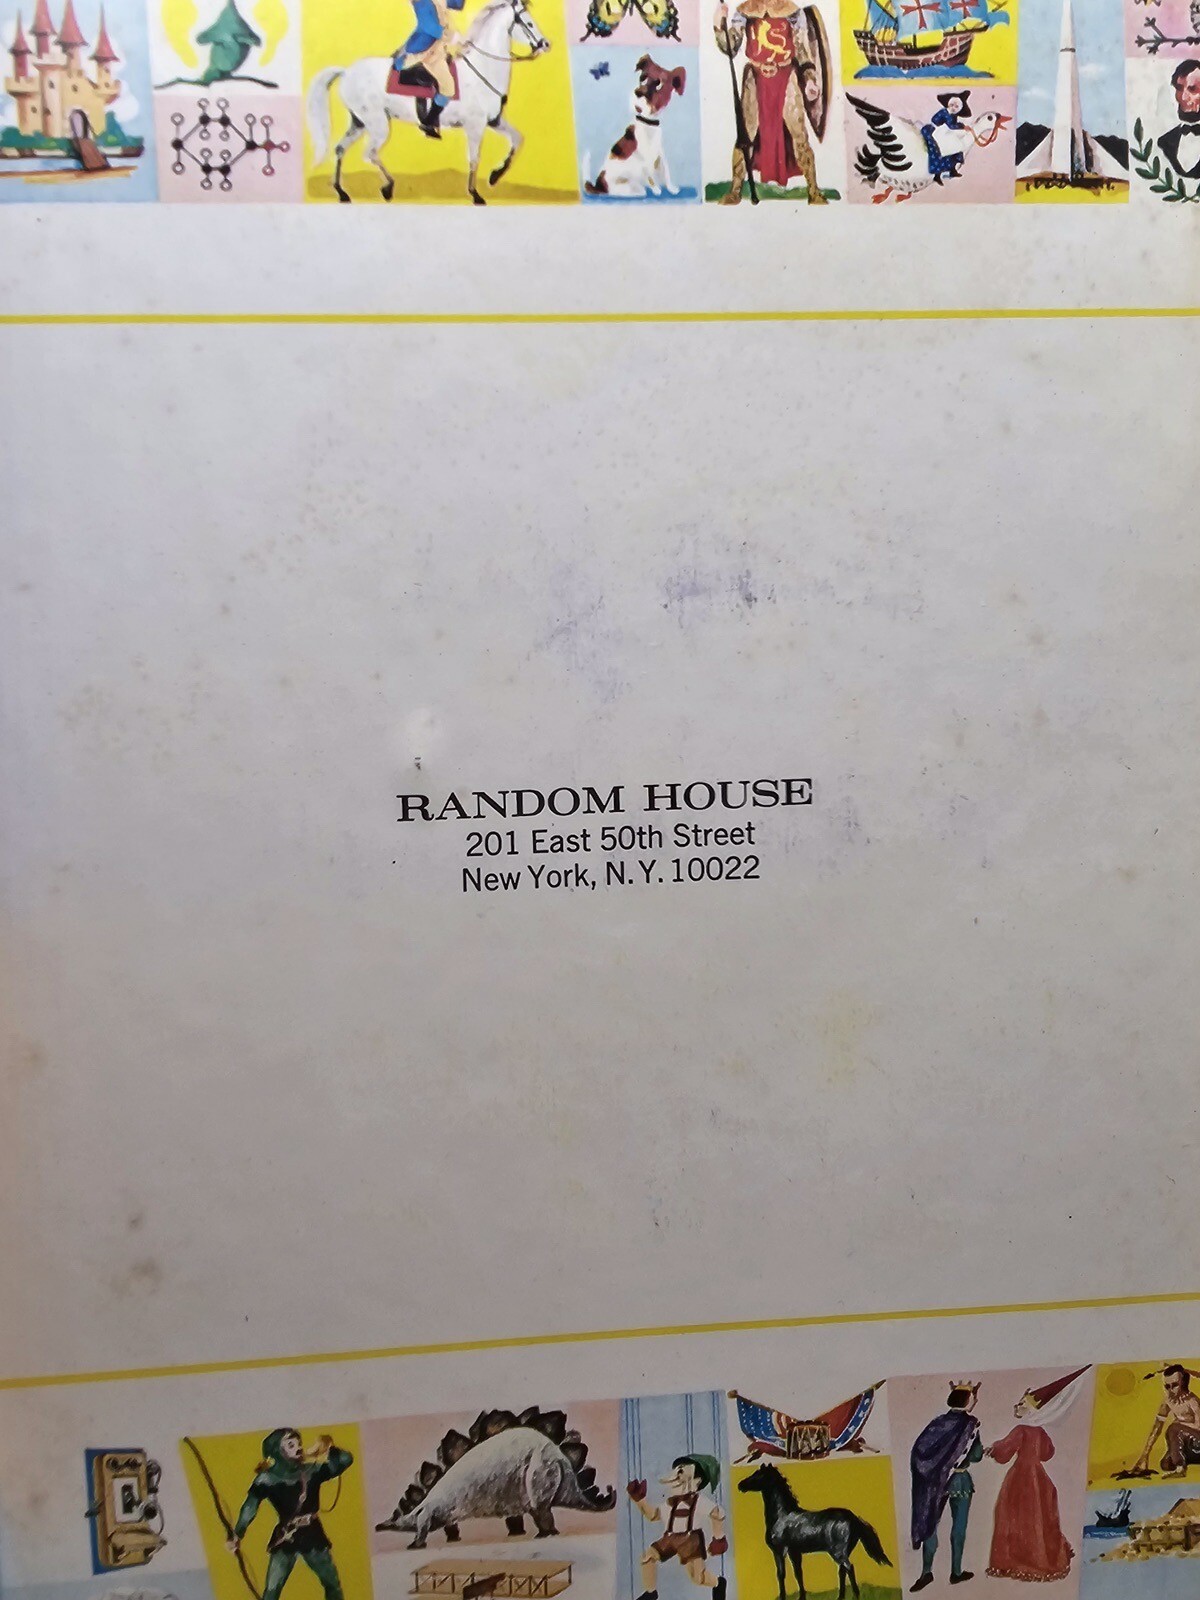 RANDOM HOUSE
201 East 50th Street
New York, N.Y. 10022